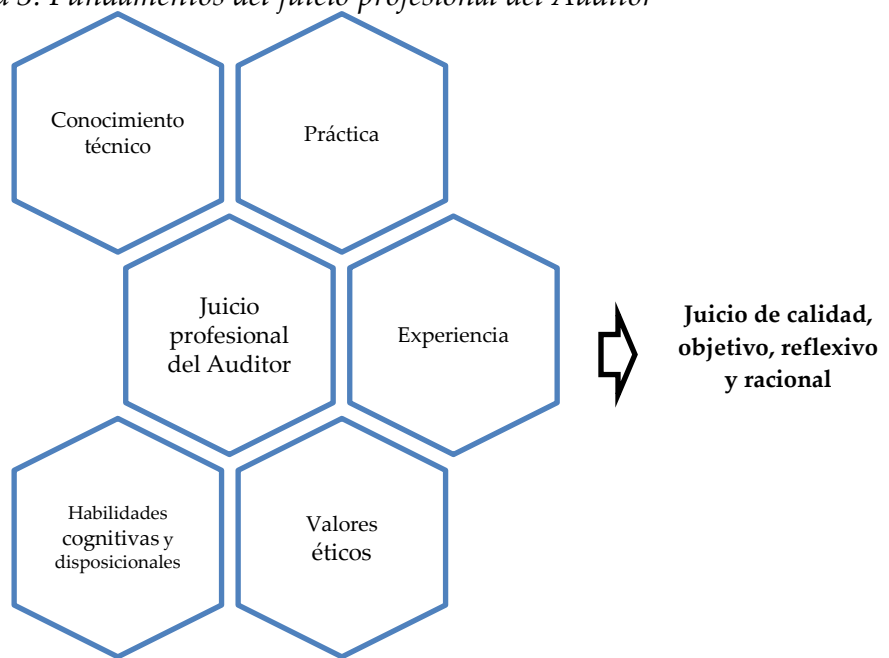 3: Fundamentos del juicio profesional del Auditor
Conocimiento
técnico
Práctica
Juicio
profesional
del Auditor
Experiencia
Juicio de calidad,
objetivo, reflexivo
y racional
Habilidades
cognitivas y
disposicionales
Valores
éticos